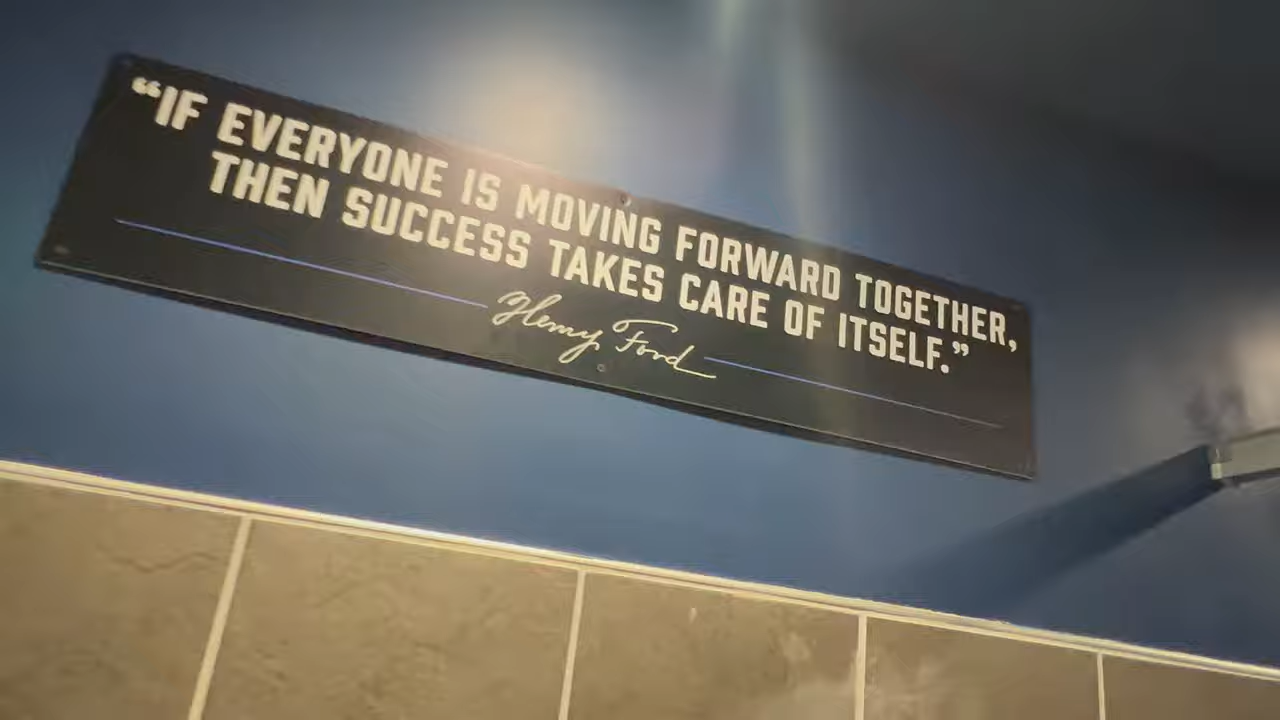 “IF EVERYONE IS MOVING FORWARD TOGETHER,
THEN SUCCESS TAKES CARE OF ITSELF.”
Henry Ford